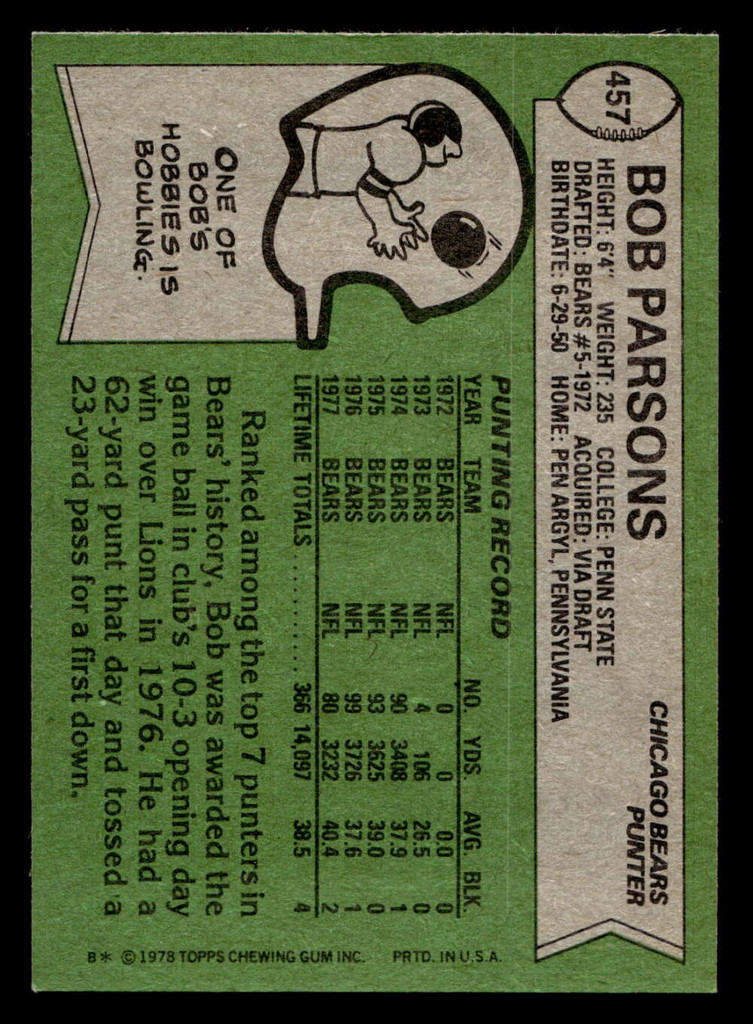 457
BOB PARSONS
CHICAGO BEARS
PUNTER
HEIGHT: 6'4" WEIGHT: 235 COLLEGE: PENN STATE
DRAFTED: BEARS #5-1972 ACQUIRED: VIA DRAFT
BIRTHDATE: 6-29-50 HOME: PEN ARGYL, PENNSYLVANIA
ONE OF
BOB'S
HOBBIES IS
BOWLING.
PUNTING RECORD
YEAR TEAM NO. YDS. AVG. BLK.
1972 BEARS NFL 0 0 0.0 0
1973 BEARS NFL 4 106 26.5 0
1974 BEARS NFL 90 3408 37.9 1
1975 BEARS NFL 93 3625 39.0 0
1976 BEARS NFL 99 3726 37.6 1
1977 BEARS NFL 80 3232 40.4 2
LIFETIME TOTALS .......... 366 14,097 38.5 4
Ranked among the top 7 punters in
Bears' history, Bob was awarded the
game ball in club's 10-3 opening day
win over Lions in 1976. He had a
62-yard punt that day and tossed a
23-yard pass for a first down.
B* © 1978 TOPPS CHEWING GUM INC. PRTD. IN U.S.A.